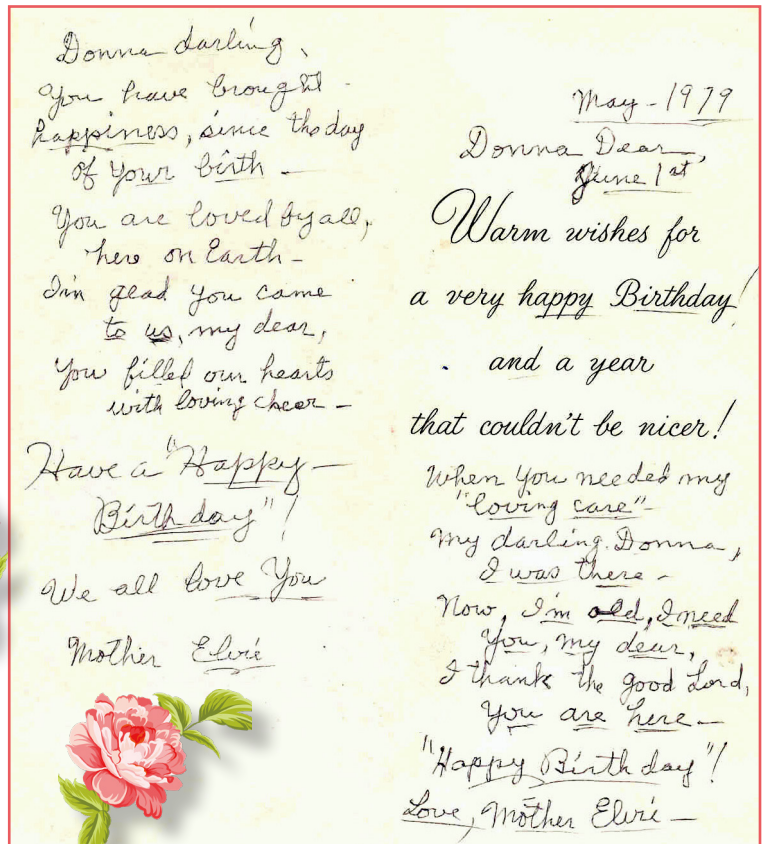 Donna darling,
You have brought
happiness, since the day
of your birth —
You are loved by all,
here on Earth —
I'm glad you came
to us, my dear,
You filled our hearts
with loving cheer —
Have a "Happy —
Birthday"!
We all love You
Mother Elvié
May - 1979
Donna Dear,
June 1st
Warm wishes for
a very happy Birthday!
and a year
that couldn't be nicer!
When you needed my
"loving care" —
My darling Donna,
I was there —
Now, I'm old, I need
You, my dear,
I thank the good Lord,
You are here —
"Happy Birthday"!
Love, Mother Elvié —